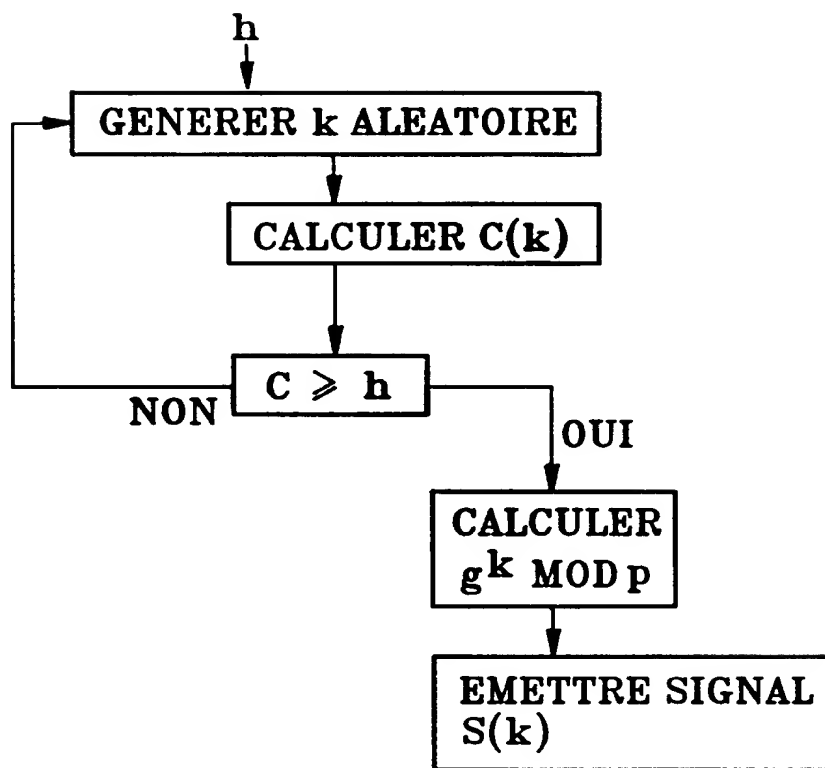 h
GENERER k ALEATOIRE
CALCULER C(k)
C ⩾ h
NON
OUI
CALCULER
g^k MOD p
EMETTRE SIGNAL
S(k)